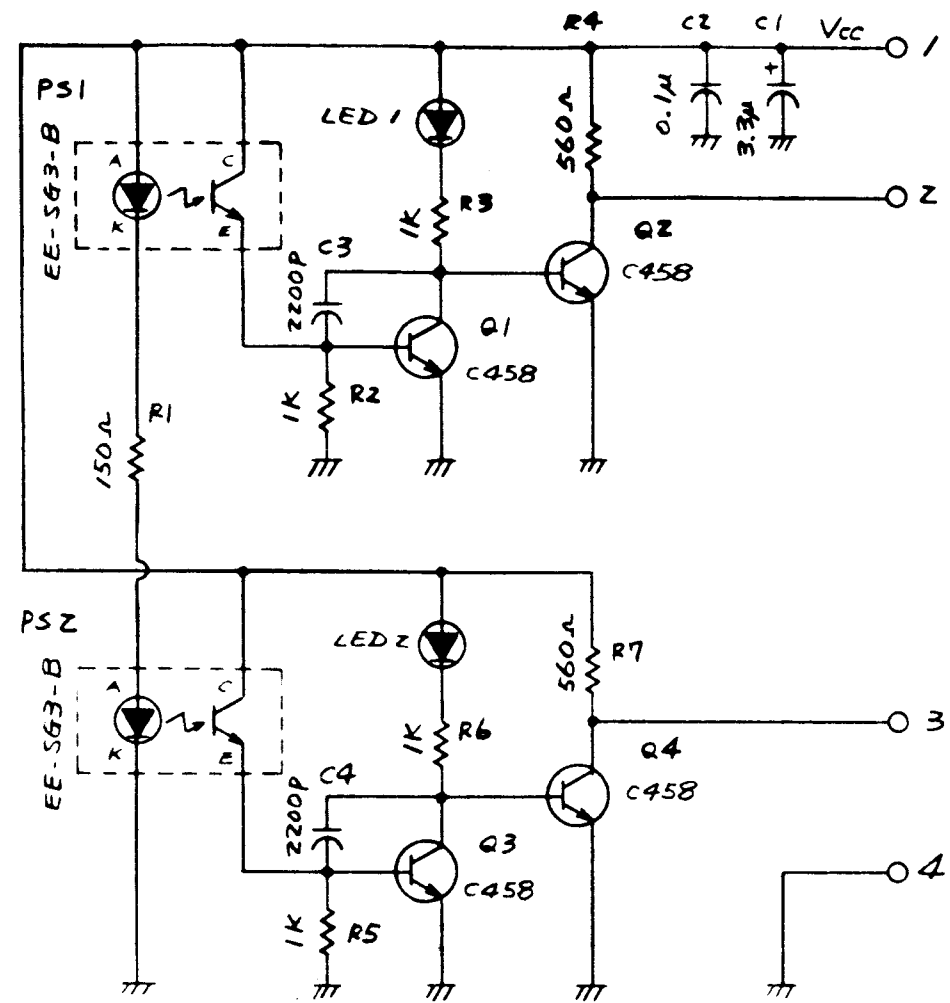 R4
C2
C1
Vcc
1
PS1
LED 1
560Ω
0.1µ
3.3µ
+
EE-SG3-B
A
C
K
E
1K
R3
2
Q2
C458
C3
2200P
Q1
C458
1K
R2
R1
150Ω
PS2
LED 2
560Ω
R7
EE-SG3-B
A
C
K
E
1K
R6
3
Q4
C458
C4
2200P
Q3
C458
4
1K
R5